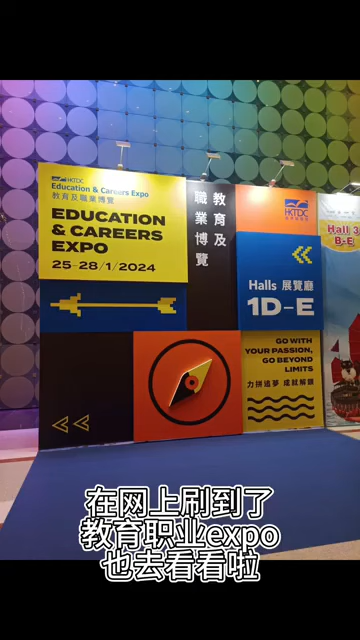 HKTDC
Education & Careers Expo
教育及職業博覽
EDUCATION
& CAREERS
EXPO
25-28/1/2024
教育及
職業博覽
HKTDC
Halls 展覽廳
1D-E
GO WITH
YOUR PASSION,
GO BEYOND
LIMITS
力拼追夢 成就解鎖
Hall 3
B-E
在网上刷到了
教育职业expo
也去看看啦